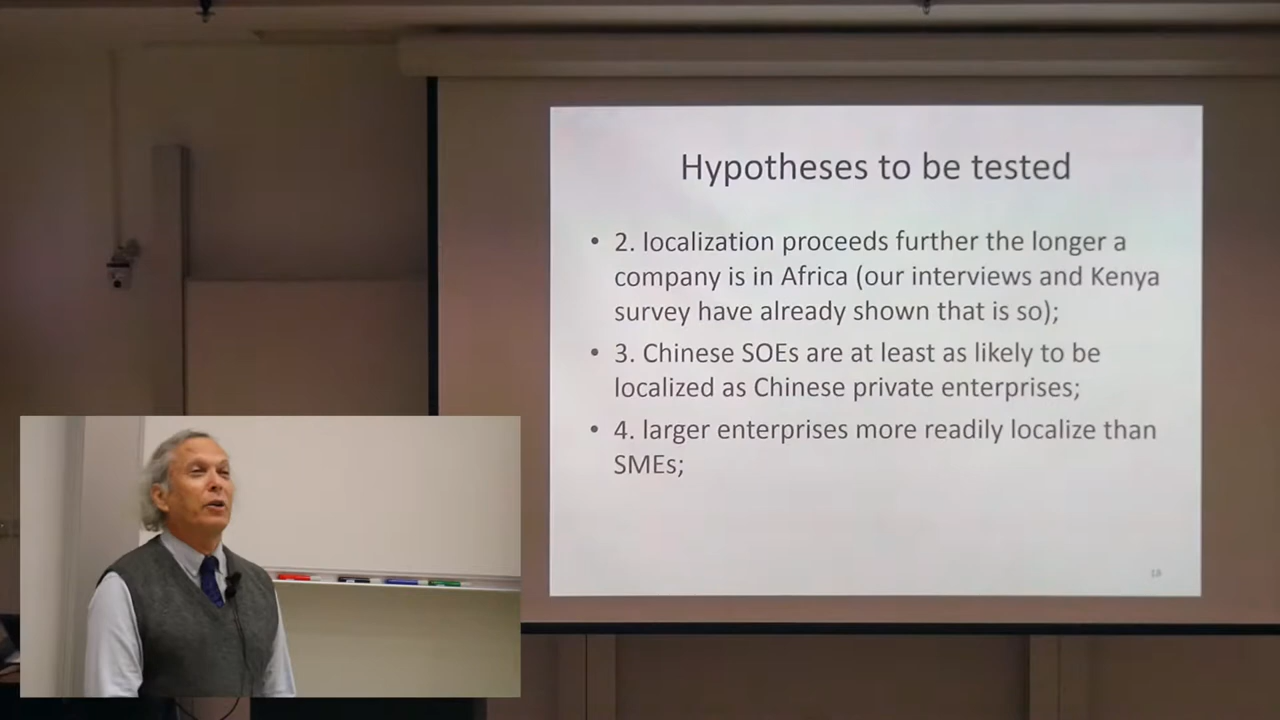 Hypotheses to be tested
• 2. localization proceeds further the longer a
company is in Africa (our interviews and Kenya
survey have already shown that is so);
• 3. Chinese SOEs are at least as likely to be
localized as Chinese private enterprises;
• 4. larger enterprises more readily localize than
SMEs;
18